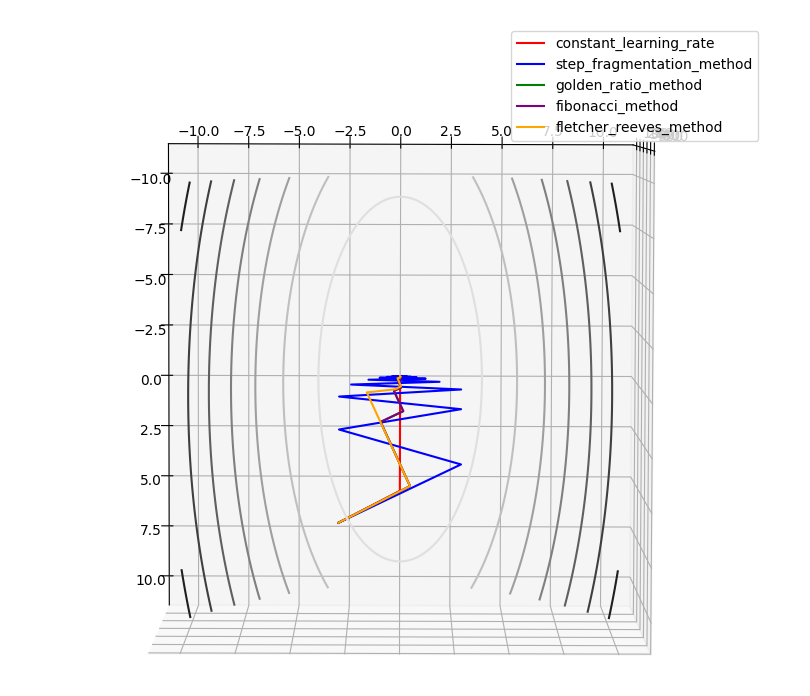 constant_learning_rate
step_fragmentation_method
golden_ratio_method
fibonacci_method
fletcher_reeves_method
−10.0 −7.5 −5.0 −2.5 0.0 2.5 5.0 7.5 10.0
−10.0
−7.5
−5.0
−2.5
0.0
2.5
5.0
7.5
10.0